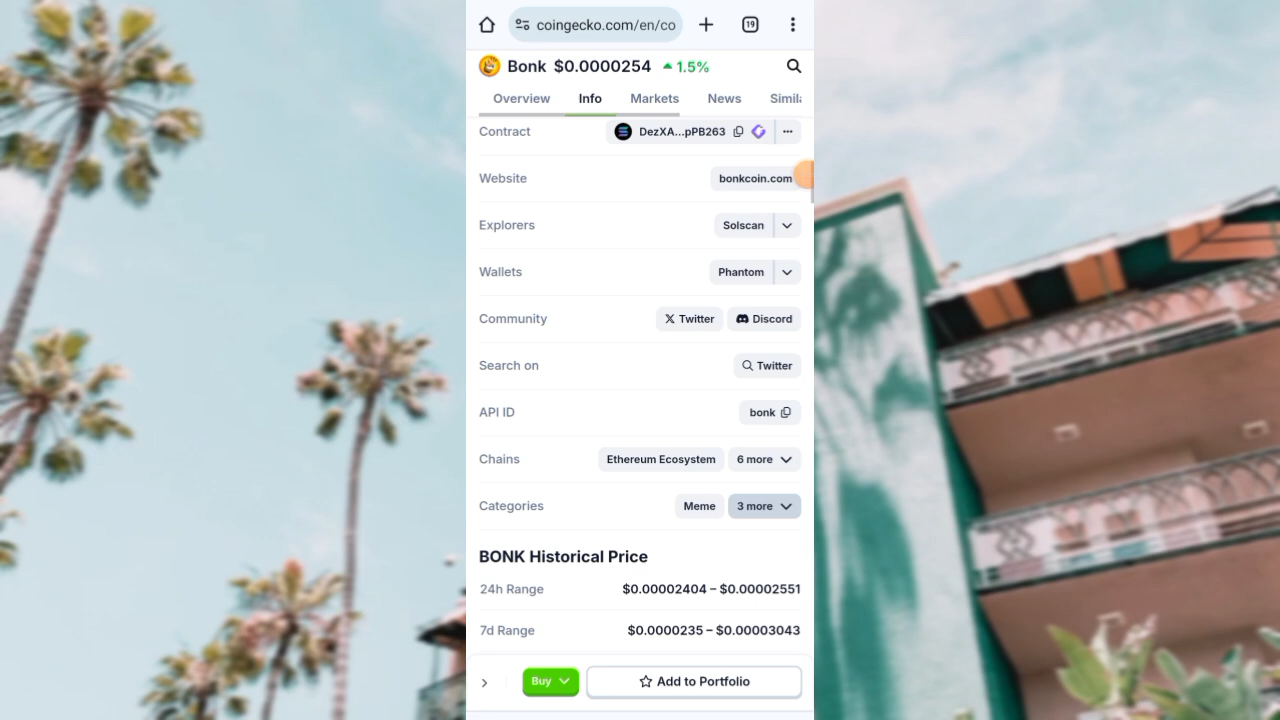 coingecko.com/en/co
19
Bonk $0.0000254 1.5%
Overview Info Markets News Simila
Contract DezXA...pPB263
Website bonkcoin.com
Explorers Solscan
Wallets Phantom
Community Twitter Discord
Search on Twitter
API ID bonk
Chains Ethereum Ecosystem 6 more
Categories Meme 3 more
BONK Historical Price
24h Range $0.00002404 – $0.00002551
7d Range $0.0000235 – $0.00003043
Buy Add to Portfolio